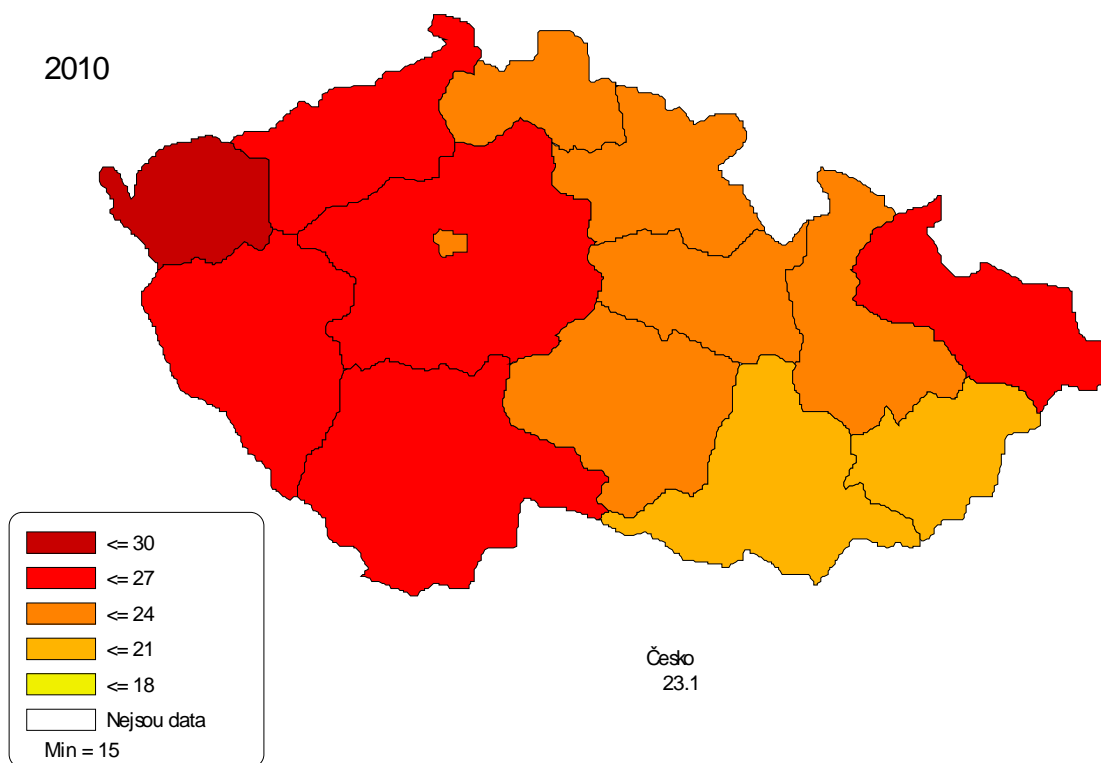 2010
<= 30
<= 27
<= 24
<= 21
<= 18
Nejsou data
Min = 15
Česko
23.1